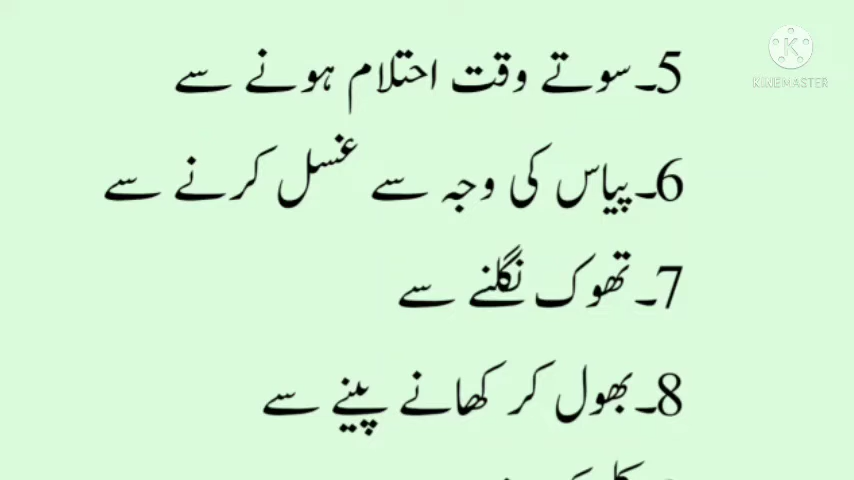 5۔سوتے وقت احتلام ہونے سے
6۔پیاس کی وجہ سے غسل کرنے سے
7۔تھوک نگلنے سے
8۔بھول کر کھانے پینے سے
KINEMASTER